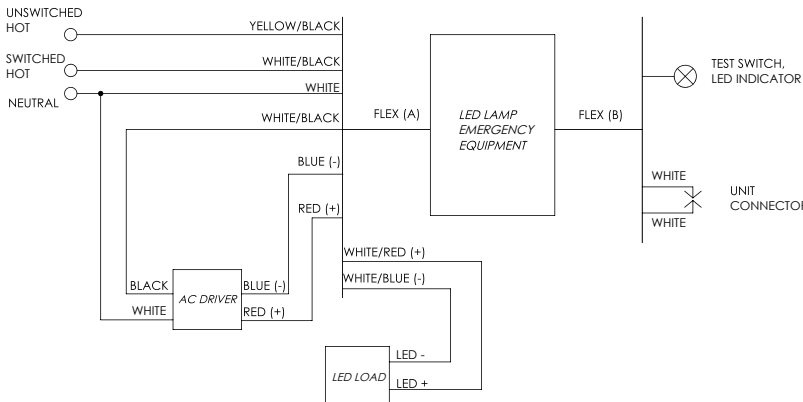 UNSWITCHED
HOT
YELLOW/BLACK
SWITCHED
HOT
WHITE/BLACK
NEUTRAL
WHITE
WHITE/BLACK
FLEX (A)
LED LAMP
EMERGENCY
EQUIPMENT
FLEX (B)
TEST SWITCH,
LED INDICATOR
BLUE (-)
RED (+)
WHITE
WHITE
UNIT
CONNECTOR
WHITE/RED (+)
WHITE/BLUE (-)
BLACK
WHITE
AC DRIVER
BLUE (-)
RED (+)
LED LOAD
LED -
LED +